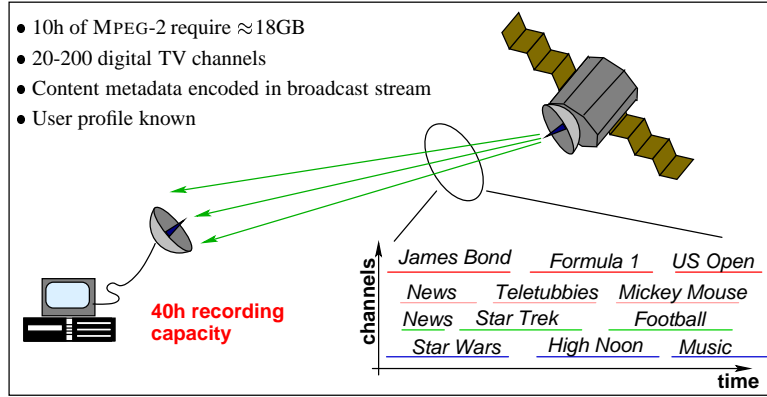 • 10h of MPEG-2 require ≈18GB
• 20-200 digital TV channels
• Content metadata encoded in broadcast stream
• User profile known
40h recording
capacity
channels
James Bond Formula 1 US Open
News Teletubbies Mickey Mouse
News Star Trek Football
Star Wars High Noon Music
time